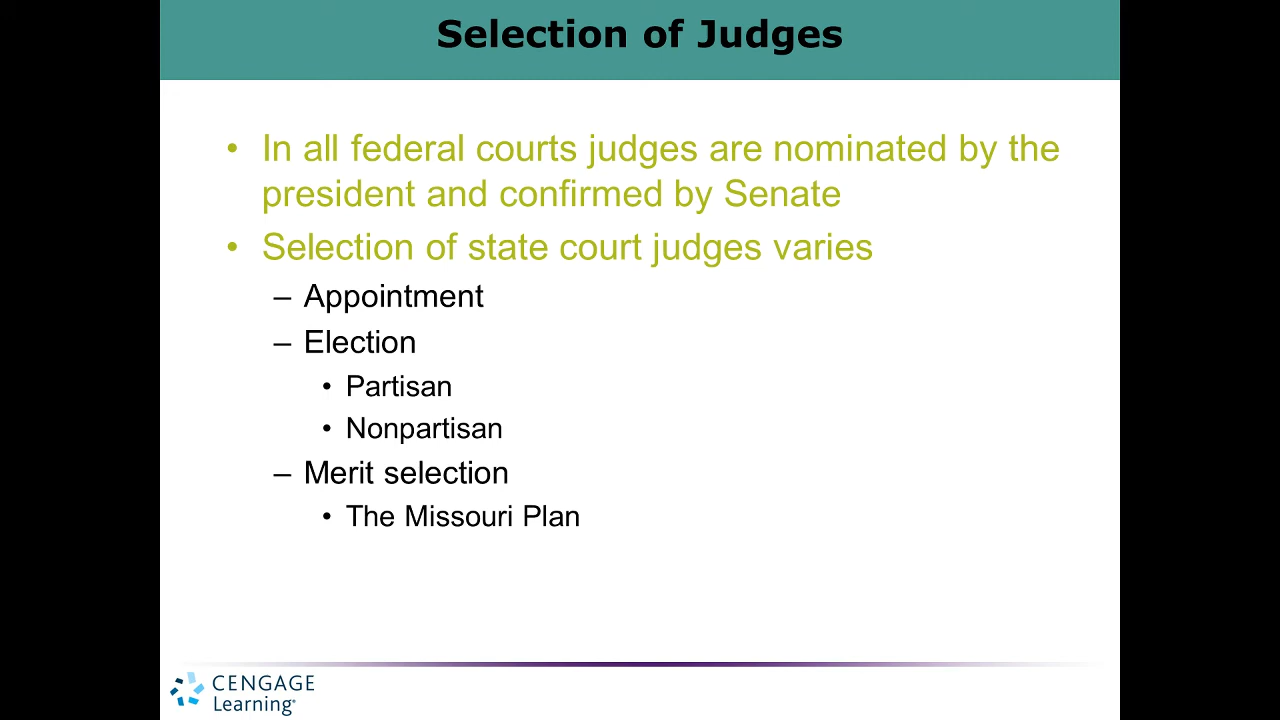 Selection of Judges
• In all federal courts judges are nominated by the
president and confirmed by Senate
• Selection of state court judges varies
– Appointment
– Election
• Partisan
• Nonpartisan
– Merit selection
• The Missouri Plan
CENGAGE
Learning®